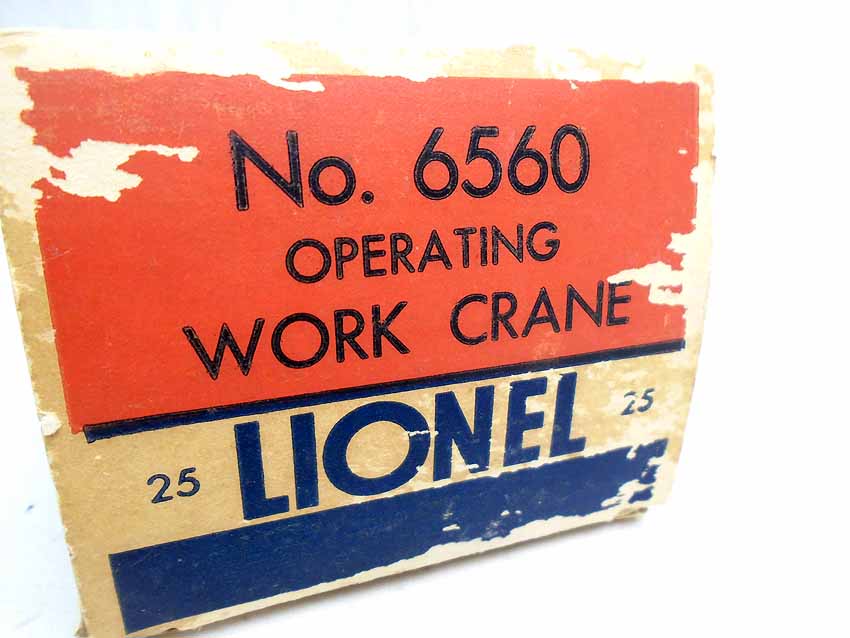 No. 6560
OPERATING
WORK CRANE
25 LIONEL 25